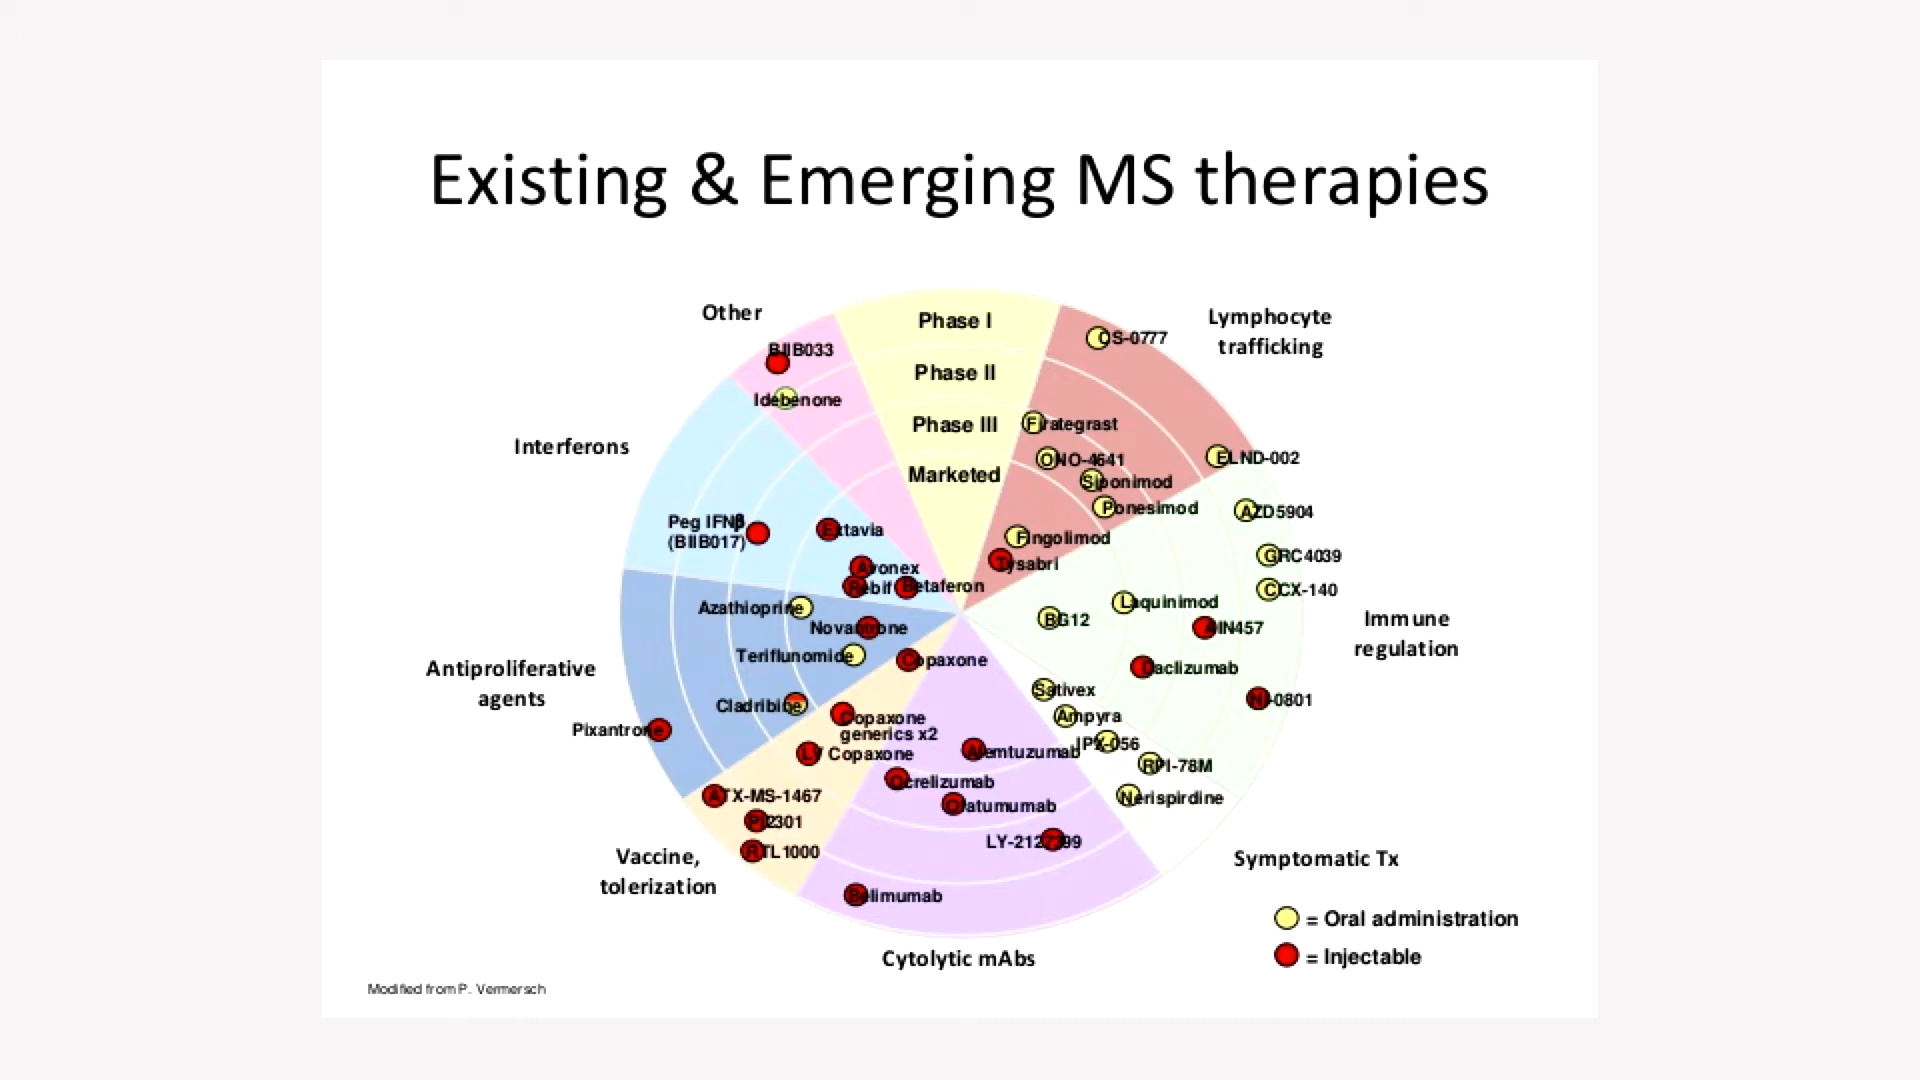 Existing & Emerging MS therapies
Other
Phase I
Phase II
Phase III
Marketed
Lymphocyte
trafficking
BIIB033
Idebenone
CS-0777
Firategrast
ONO-4641
Siponimod
Ponesimod
ELND-002
Fingolimod
Tysabri
Interferons
Peg IFNβ
(BIIB017)
Extavia
Avonex
Rebif
Betaferon
AZD5904
GRC4039
CCX-140
Laquinimod
BG12
AIN457
Daclizumab
NI-0801
Immune
regulation
Azathioprine
Novantrone
Teriflunomide
Cladribine
Pixantrone
Antiproliferative
agents
Copaxone
Copaxone
generics x2
LV Copaxone
ATX-MS-1467
PI2301
RTL1000
Vaccine,
tolerization
Sativex
Ampyra
IPX-056
RPI-78M
Nerispirdine
Symptomatic Tx
Alemtuzumab
Ocrelizumab
Ofatumumab
LY-2127399
Belimumab
Cytolytic mAbs
= Oral administration
= Injectable
Modified from P. Vermersch